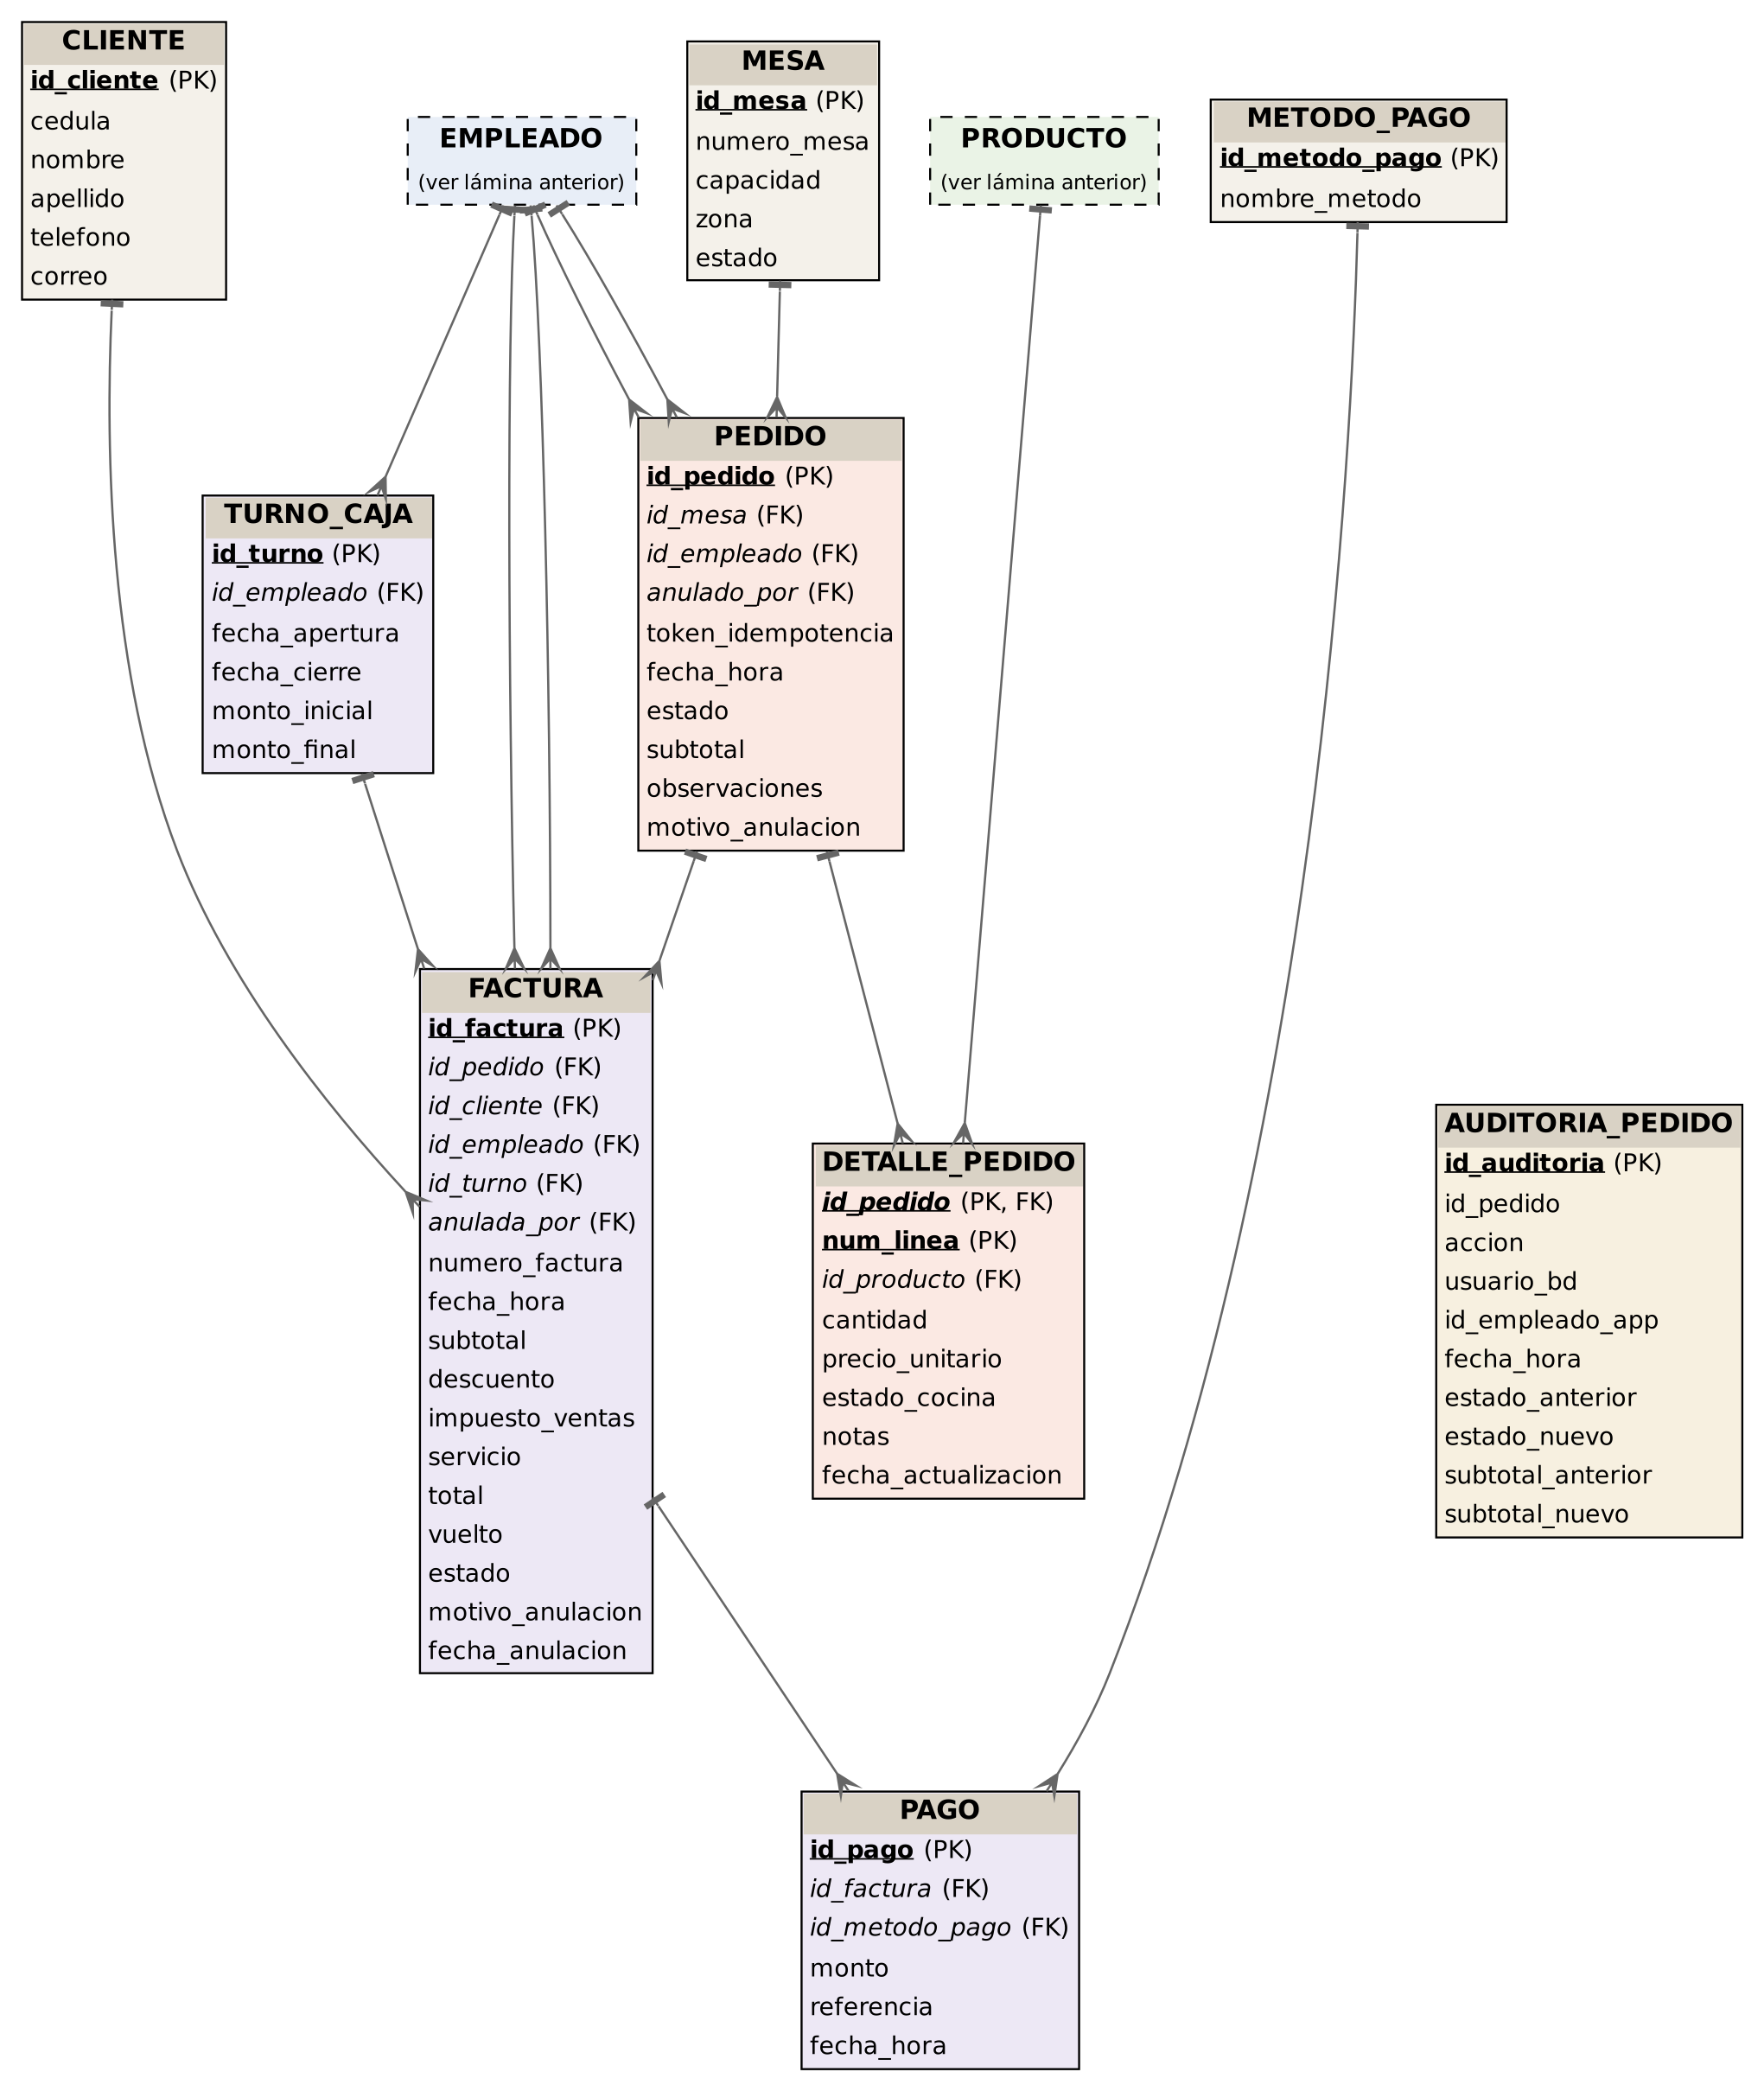 CLIENTE
id_cliente (PK)
cedula
nombre
apellido
telefono
correo
EMPLEADO
(ver lámina anterior)
MESA
id_mesa (PK)
numero_mesa
capacidad
zona
estado
PRODUCTO
(ver lámina anterior)
METODO_PAGO
id_metodo_pago (PK)
nombre_metodo
TURNO_CAJA
id_turno (PK)
id_empleado (FK)
fecha_apertura
fecha_cierre
monto_inicial
monto_final
PEDIDO
id_pedido (PK)
id_mesa (FK)
id_empleado (FK)
anulado_por (FK)
token_idempotencia
fecha_hora
estado
subtotal
observaciones
motivo_anulacion
FACTURA
id_factura (PK)
id_pedido (FK)
id_cliente (FK)
id_empleado (FK)
id_turno (FK)
anulada_por (FK)
numero_factura
fecha_hora
subtotal
descuento
impuesto_ventas
servicio
total
vuelto
estado
motivo_anulacion
fecha_anulacion
DETALLE_PEDIDO
id_pedido (PK, FK)
num_linea (PK)
id_producto (FK)
cantidad
precio_unitario
estado_cocina
notas
fecha_actualizacion
AUDITORIA_PEDIDO
id_auditoria (PK)
id_pedido
accion
usuario_bd
id_empleado_app
fecha_hora
estado_anterior
estado_nuevo
subtotal_anterior
subtotal_nuevo
PAGO
id_pago (PK)
id_factura (FK)
id_metodo_pago (FK)
monto
referencia
fecha_hora